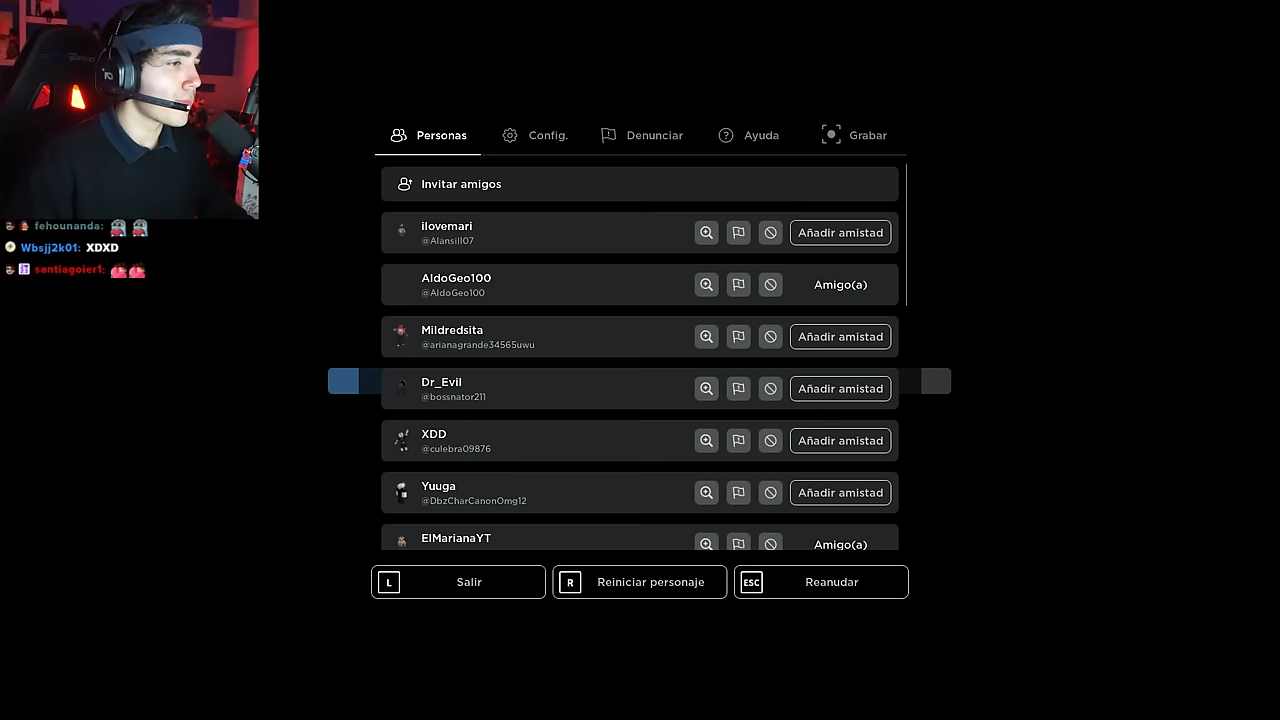 fehounanda:
Wbsjj2k01: XDXD
santiagoier1:
Personas
Config.
Denunciar
Ayuda
Grabar
Invitar amigos
ilovemari
@Alansill07
Añadir amistad
AldoGeo100
@AldoGeo100
Amigo(a)
Mildredsita
@arianagrande34565uwu
Añadir amistad
Dr_Evil
@bossnator211
Añadir amistad
XDD
@culebra09876
Añadir amistad
Yuuga
@DbzCharCanonOmg12
Añadir amistad
ElMarianaYT
Amigo(a)
L Salir
R Reiniciar personaje
ESC Reanudar